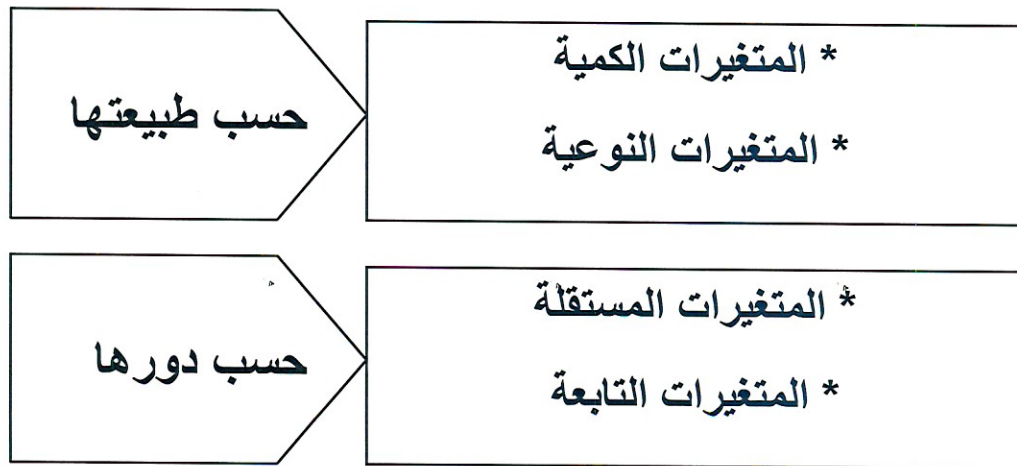 حسب طبيعتها
* المتغيرات الكمية
* المتغيرات النوعية
حسب دورها
* المتغيرات المستقلة
* المتغيرات التابعة